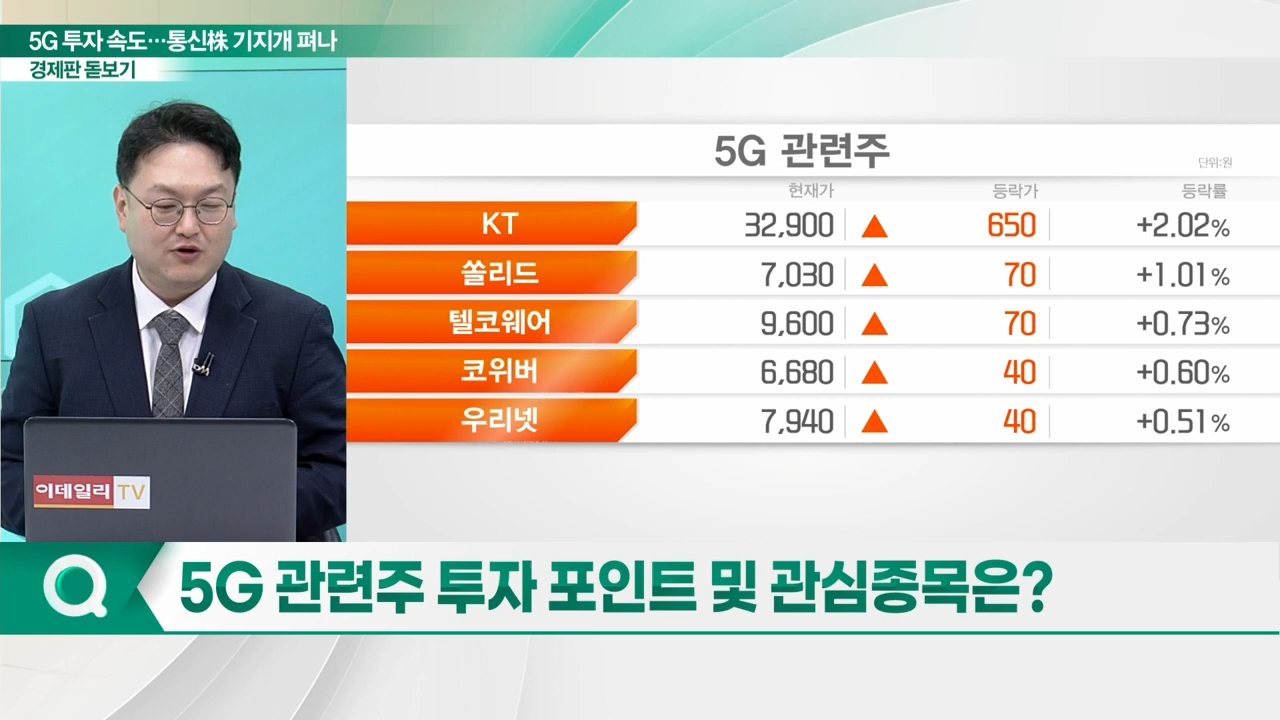 5G 투자 속도…통신株 기지개 펴나
경제판 돋보기
5G 관련주
단위:원
현재가 등락가 등락률
KT 32,900 ▲ 650 +2.02%
쏠리드 7,030 ▲ 70 +1.01%
텔코웨어 9,600 ▲ 70 +0.73%
코위버 6,680 ▲ 40 +0.60%
우리넷 7,940 ▲ 40 +0.51%
이데일리 TV
5G 관련주 투자 포인트 및 관심종목은?